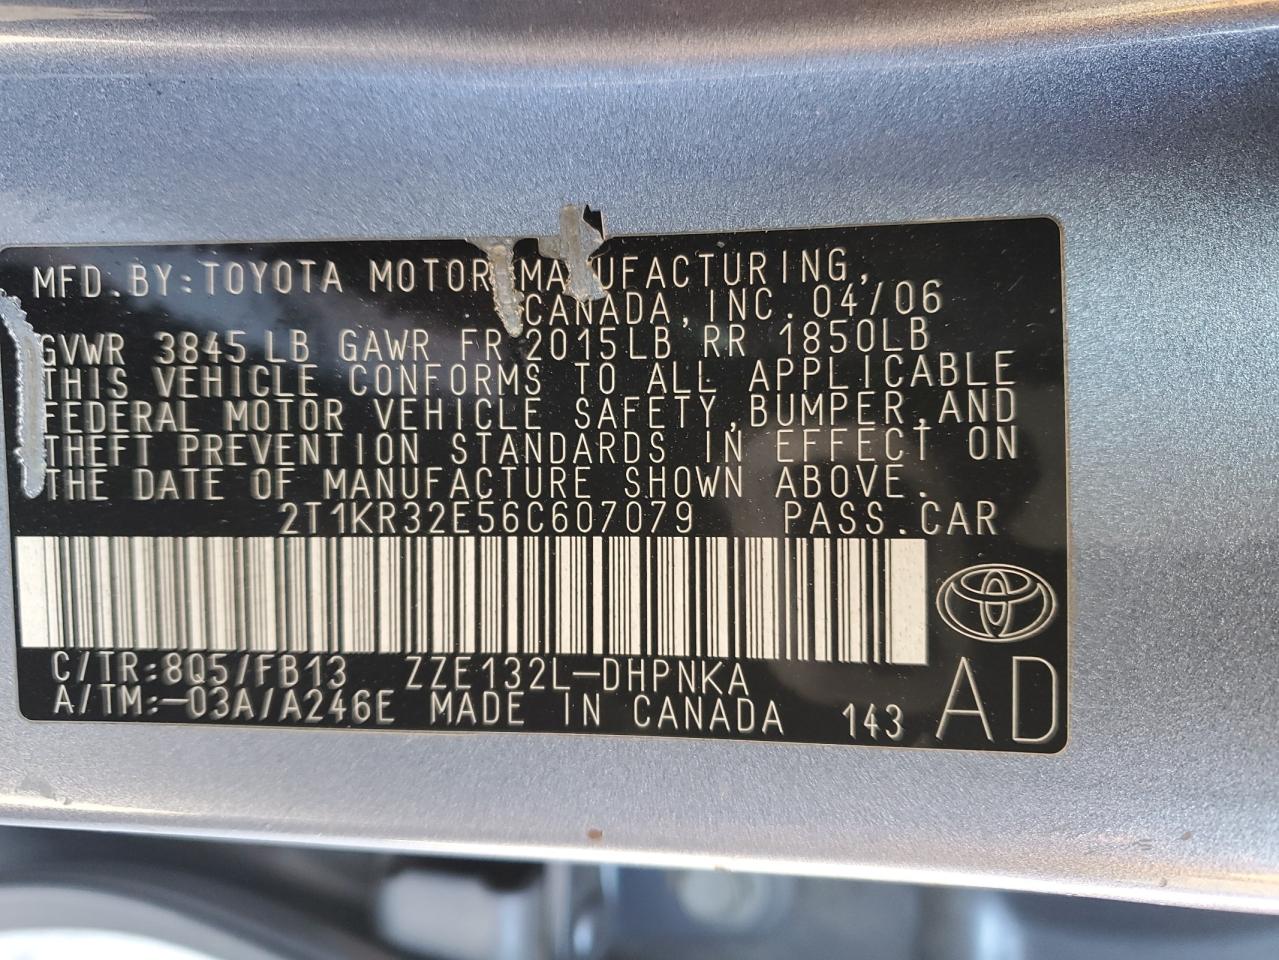 MFD. BY: TOYOTA MOTOR MANUFACTURING,
CANADA, INC. 04/06
GVWR 3845 LB GAWR FR 2015LB RR 1850LB
THIS VEHICLE CONFORMS TO ALL APPLICABLE
FEDERAL MOTOR VEHICLE SAFETY, BUMPER, AND
THEFT PREVENTION STANDARDS IN EFFECT ON
THE DATE OF MANUFACTURE SHOWN ABOVE.
2T1KR32E56C607079 PASS. CAR
C/TR: 8Q5/FB13 ZZE132L-DHPNKA
A/TM: -03A/A246E MADE IN CANADA 143 AD